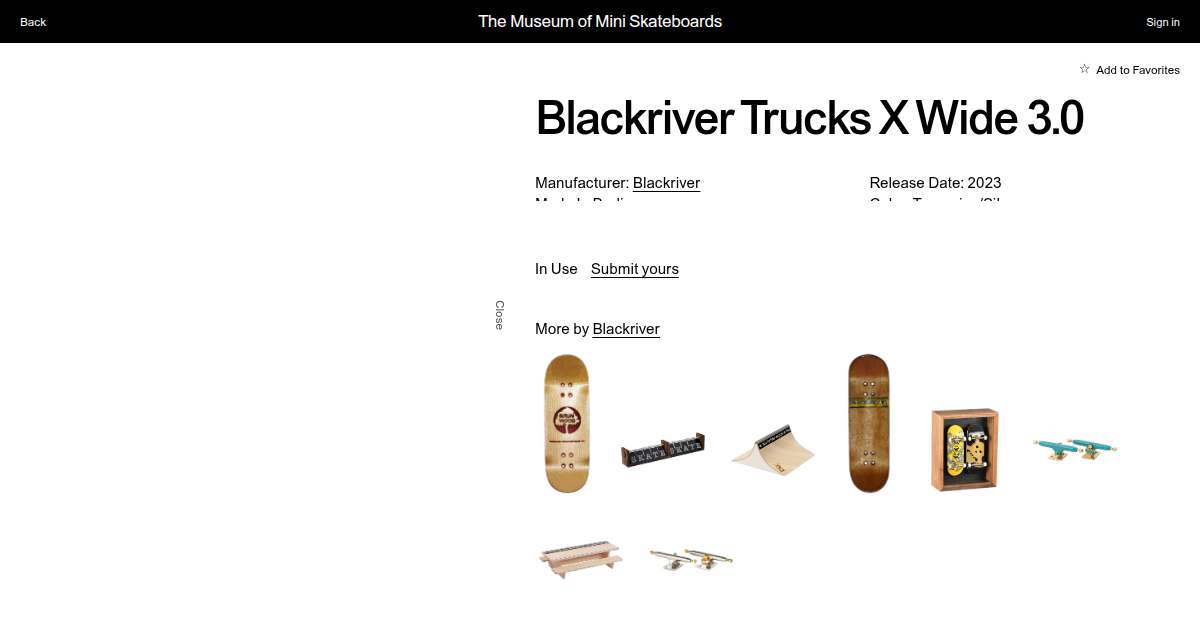 Back
The Museum of Mini Skateboards
Sign in
☆ Add to Favorites
Blackriver Trucks X Wide 3.0
Manufacturer: Blackriver
Release Date: 2023
In Use Submit yours
Close
More by Blackriver